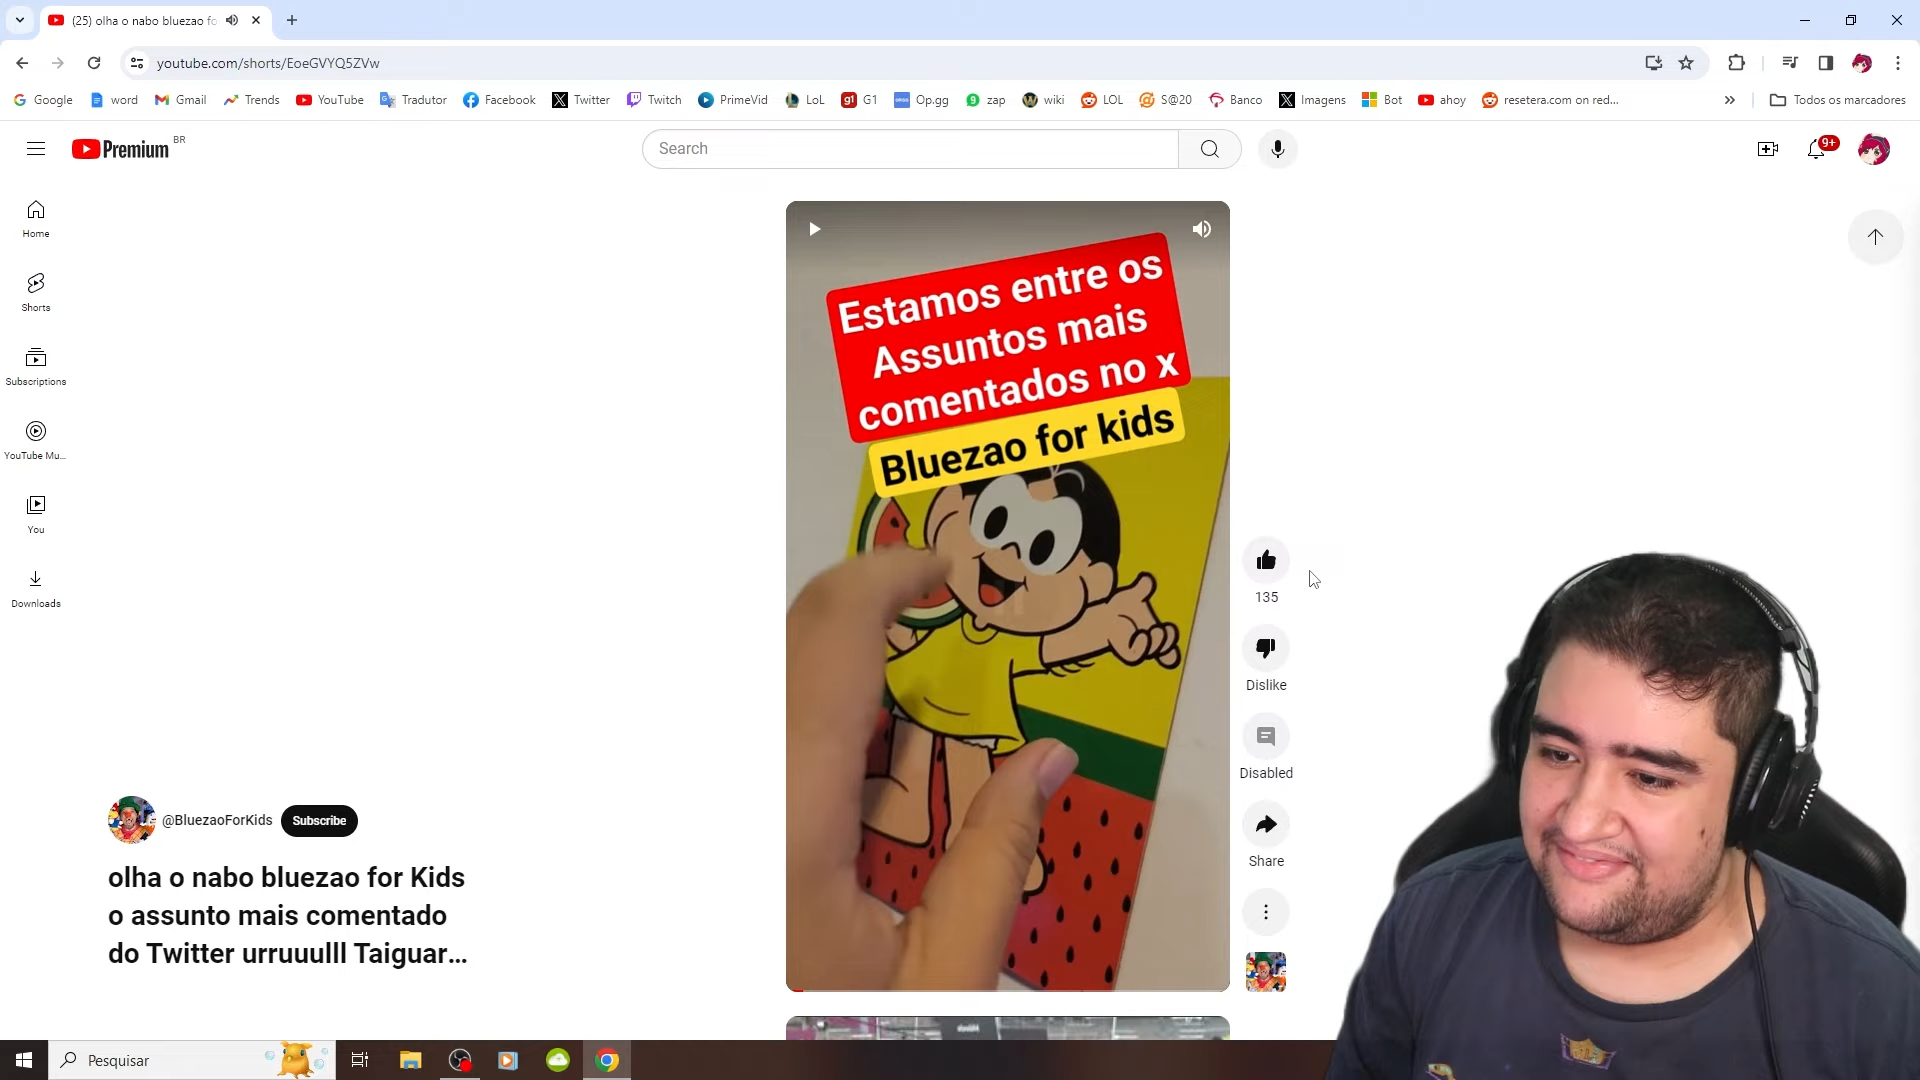 (25) olha o nabo bluezao fo
youtube.com/shorts/EoeGVYQ5ZVw
Google
word
Gmail
Trends
YouTube
Tradutor
Facebook
Twitter
Twitch
PrimeVid
LoL
G1
Op.gg
zap
wiki
LOL
S@20
Banco
Imagens
Bot
ahoy
resetera.com on red...
Todos os marcadores
Premium
BR
Search
9+
Home
Shorts
Subscriptions
YouTube Mu...
You
Downloads
Estamos entre os
Assuntos mais
comentados no x
Bluezao for kids
135
Dislike
Disabled
Share
@BluezaoForKids
Subscribe
olha o nabo bluezao for Kids
o assunto mais comentado
do Twitter urruuulll Taiguar...
Pesquisar